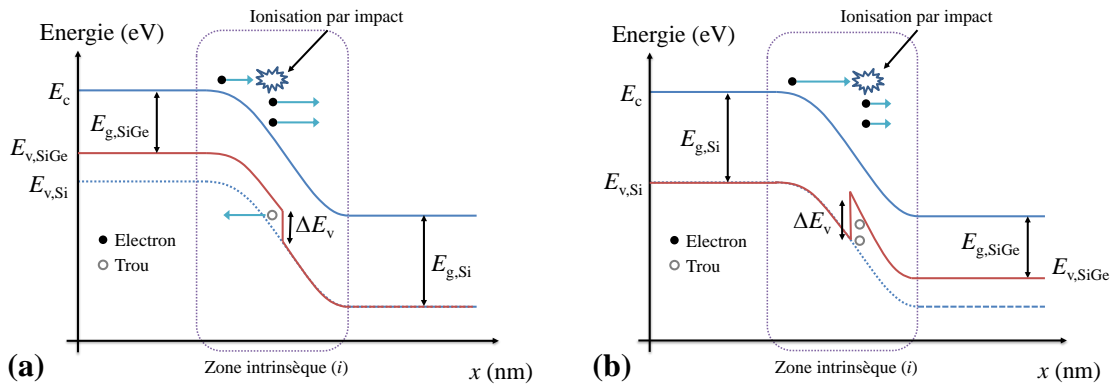 Ionisation par impact
Energie (eV)
E_c
E_g,SiGe
E_v,SiGe
E_v,Si
ΔE_v
Electron
Trou
E_g,Si
(a)
Zone intrinsèque (i)
x (nm)
Ionisation par impact
Energie (eV)
E_c
E_g,Si
E_v,Si
ΔE_v
Electron
Trou
E_g,SiGe
E_v,SiGe
(b)
Zone intrinsèque (i)
x (nm)